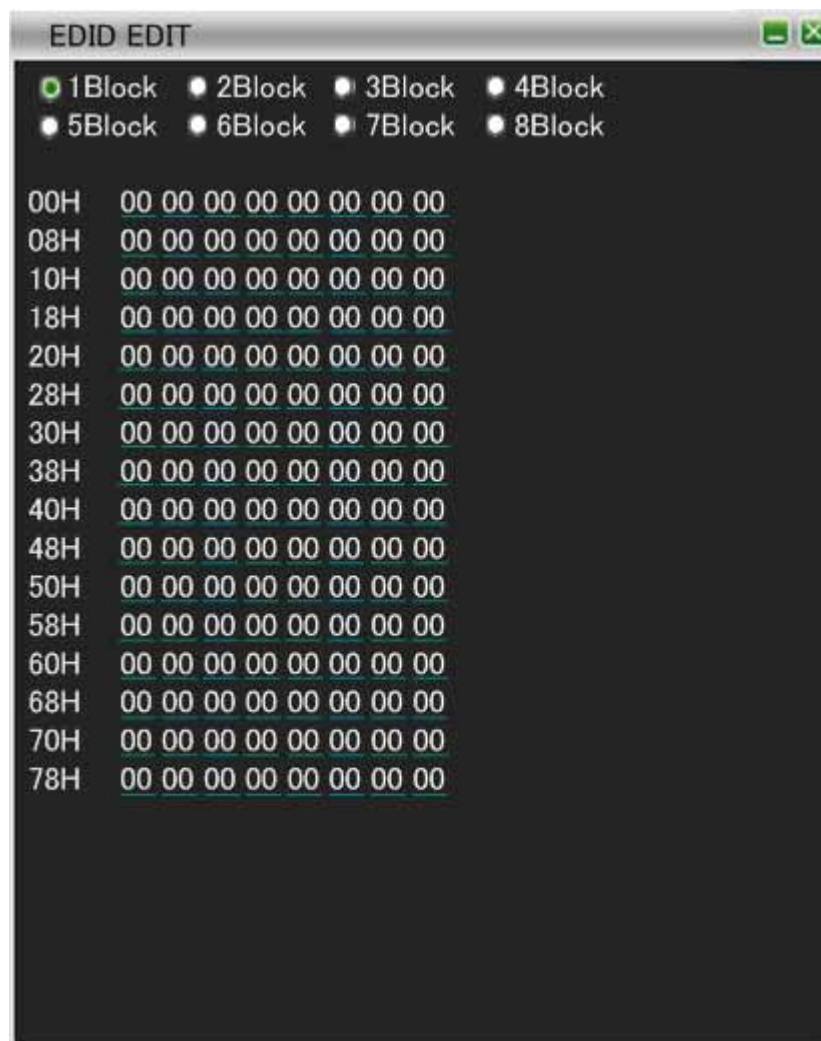 EDID EDIT
1Block 2Block 3Block 4Block
5Block 6Block 7Block 8Block
00H 00 00 00 00 00 00 00 00
08H 00 00 00 00 00 00 00 00
10H 00 00 00 00 00 00 00 00
18H 00 00 00 00 00 00 00 00
20H 00 00 00 00 00 00 00 00
28H 00 00 00 00 00 00 00 00
30H 00 00 00 00 00 00 00 00
38H 00 00 00 00 00 00 00 00
40H 00 00 00 00 00 00 00 00
48H 00 00 00 00 00 00 00 00
50H 00 00 00 00 00 00 00 00
58H 00 00 00 00 00 00 00 00
60H 00 00 00 00 00 00 00 00
68H 00 00 00 00 00 00 00 00
70H 00 00 00 00 00 00 00 00
78H 00 00 00 00 00 00 00 00